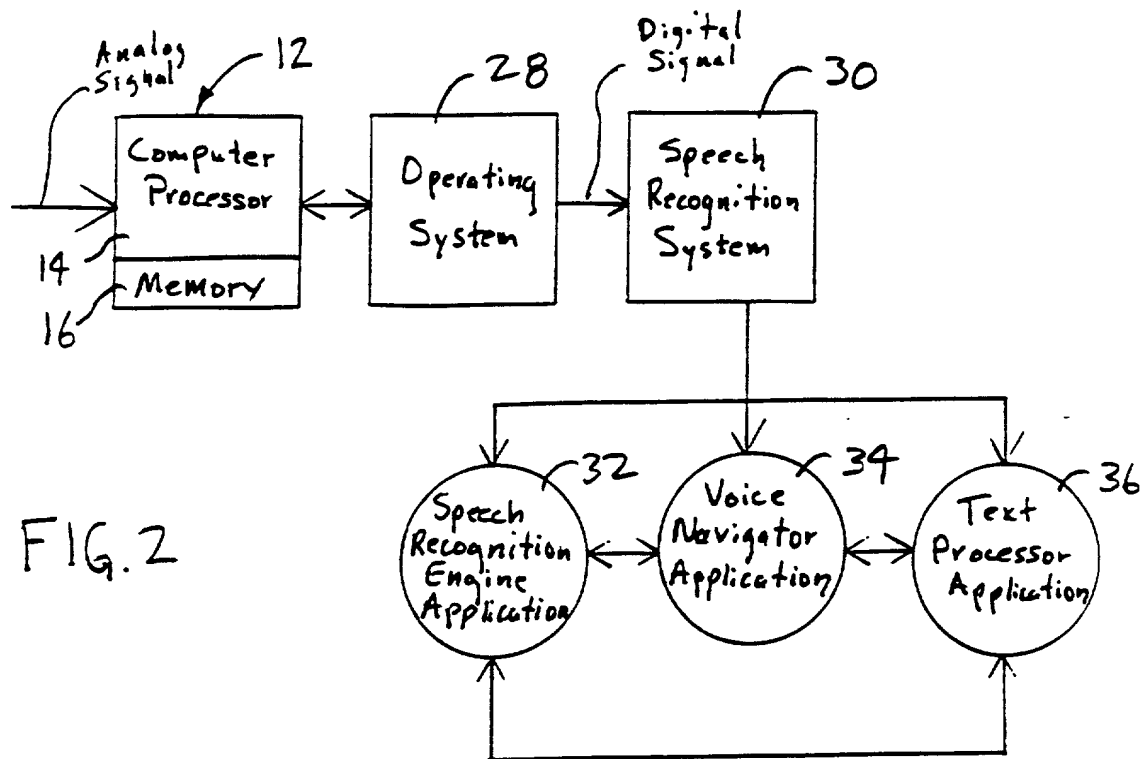 Analog
Signal
12
Computer
Processor
14
Memory
16
28
Operating
System
Digital
Signal
30
Speech
Recognition
System
32
Speech
Recognition
Engine
Application
34
Voice
Navigator
Application
36
Text
Processor
Application
FIG. 2